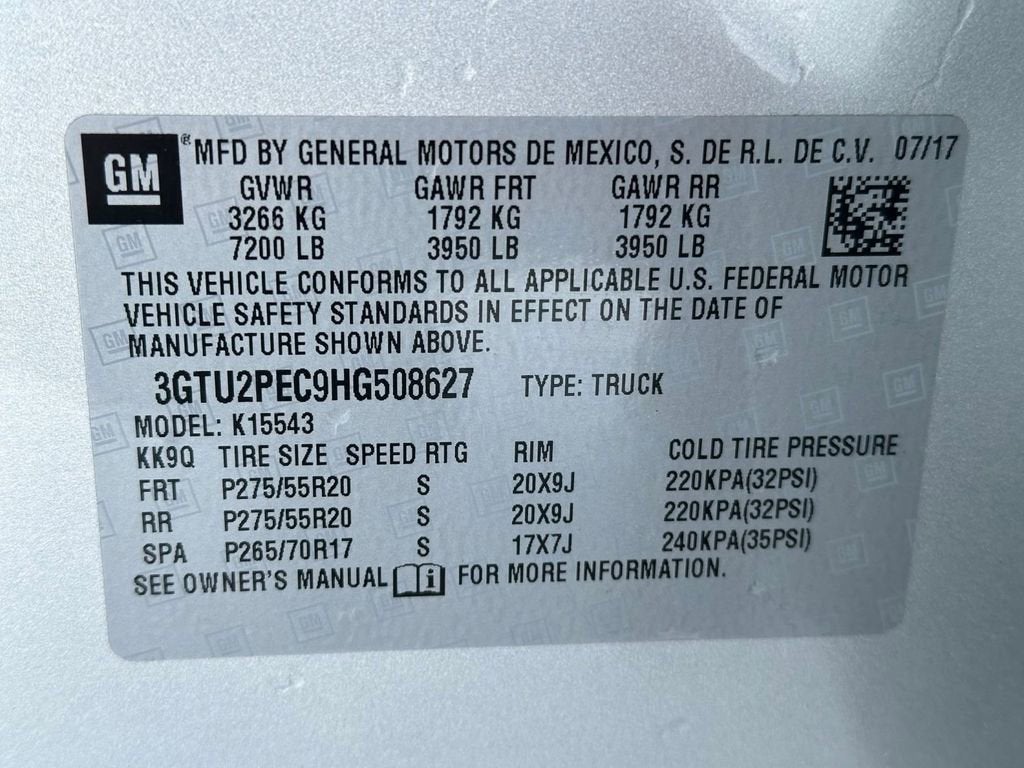 GM ® MFD BY GENERAL MOTORS DE MEXICO, S. DE R.L. DE C.V. 07/17
GVWR GAWR FRT GAWR RR
3266 KG 1792 KG 1792 KG
7200 LB 3950 LB 3950 LB
THIS VEHICLE CONFORMS TO ALL APPLICABLE U.S. FEDERAL MOTOR
VEHICLE SAFETY STANDARDS IN EFFECT ON THE DATE OF
MANUFACTURE SHOWN ABOVE.
3GTU2PEC9HG508627 TYPE: TRUCK
MODEL: K15543
KK9Q TIRE SIZE SPEED RTG RIM COLD TIRE PRESSURE
FRT P275/55R20 S 20X9J 220KPA(32PSI)
RR P275/55R20 S 20X9J 220KPA(32PSI)
SPA P265/70R17 S 17X7J 240KPA(35PSI)
SEE OWNER'S MANUAL i FOR MORE INFORMATION.